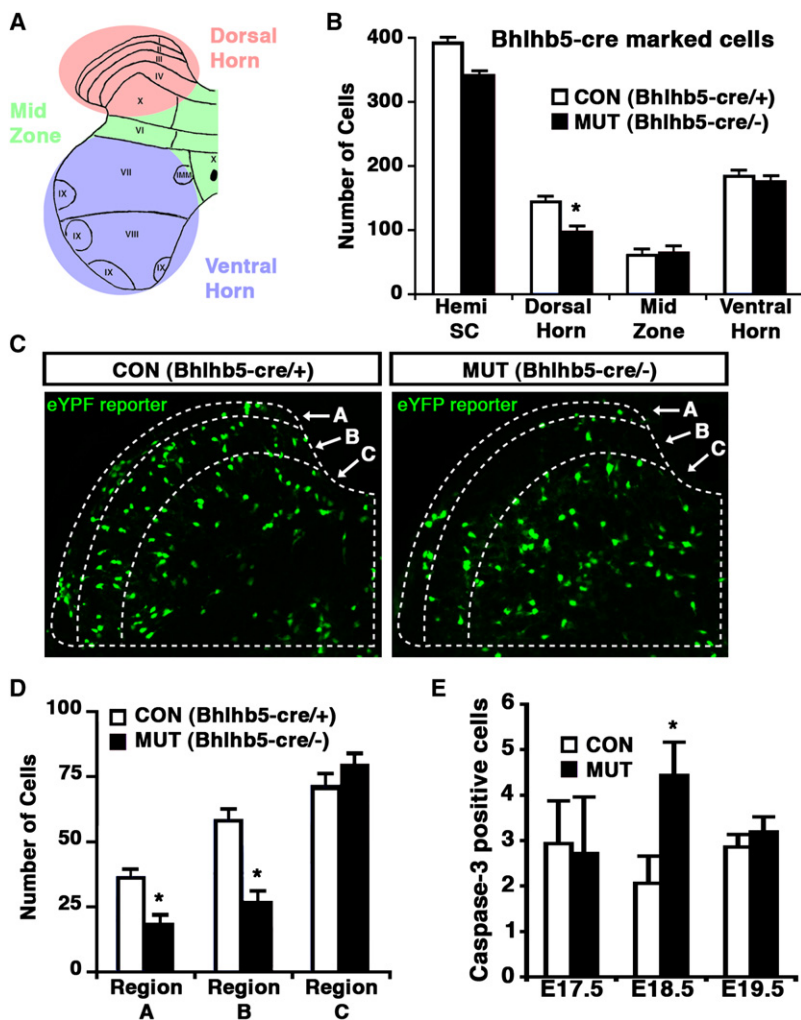 A
Dorsal
Horn
Mid
Zone
Ventral
Horn
I
II
III
IV
X
VI
X
VII
IMM
IX
IX
VIII
IX
IX
B
Bhlhb5-cre marked cells
CON (Bhlhb5-cre/+)
MUT (Bhlhb5-cre/-)
Number of Cells
400
300
200
100
0
*
Hemi
SC
Dorsal
Horn
Mid
Zone
Ventral
Horn
C
CON (Bhlhb5-cre/+)
MUT (Bhlhb5-cre/-)
eYPF reporter
A
B
C
eYFP reporter
A
B
C
D
CON (Bhlhb5-cre/+)
MUT (Bhlhb5-cre/-)
Number of Cells
100
75
50
25
0
*
*
Region
A
Region
B
Region
C
E
CON
MUT
Caspase-3 positive cells
6
5
4
3
2
1
0
*
E17.5
E18.5
E19.5